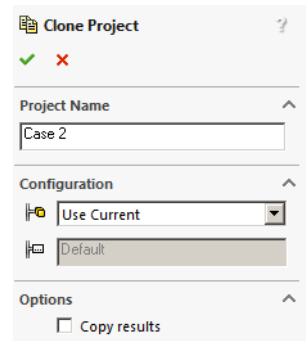 Clone Project
?
Project Name
Case 2
Configuration
Use Current
Default
Options
Copy results